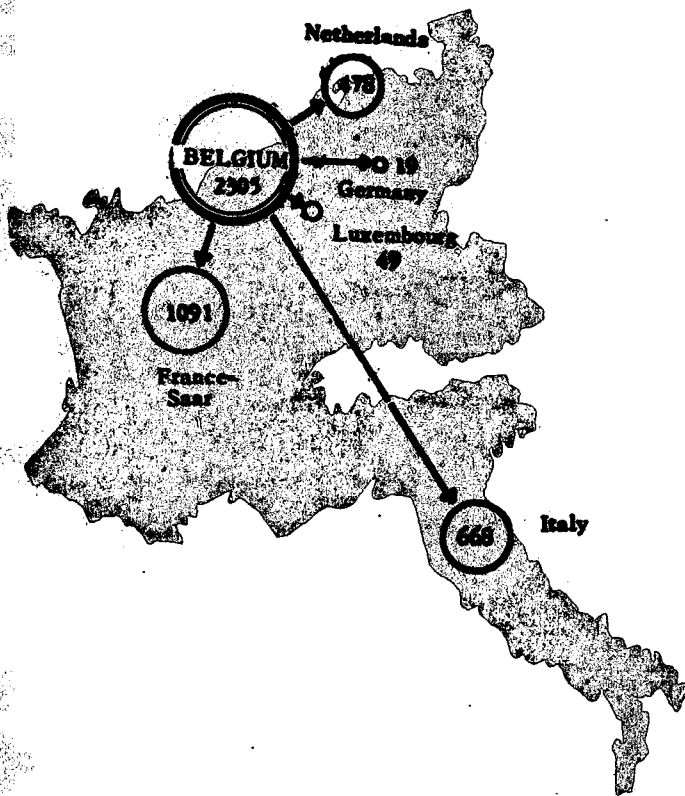 Netherlands
478
BELGIUM
2305
19
Germany
Luxembourg
49
1091
France-
Saar
668
Italy